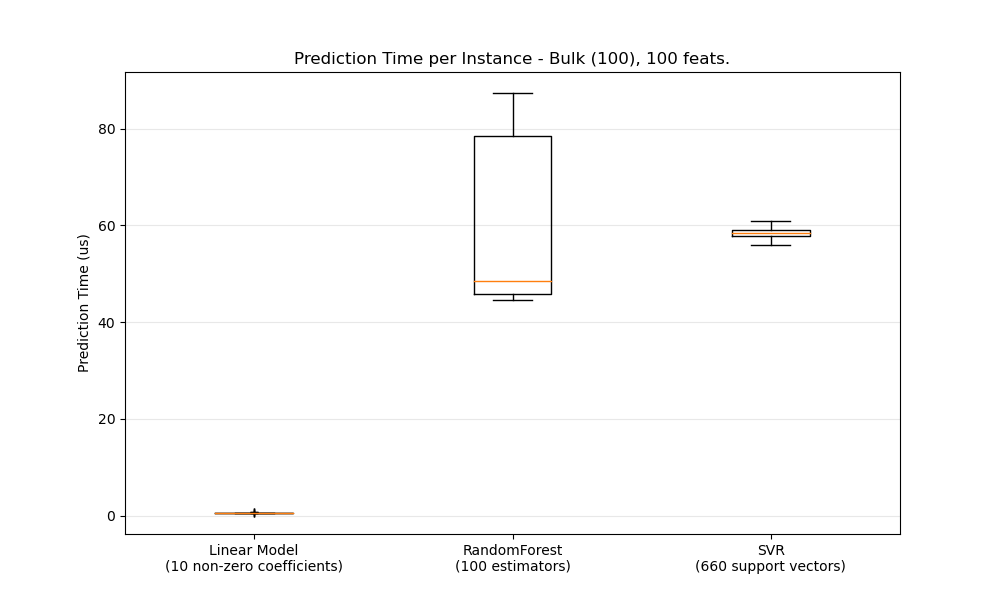 Prediction Time per Instance - Bulk (100), 100 feats.
Prediction Time (us)
80
60
40
20
0
Linear Model
(10 non-zero coefficients)
RandomForest
(100 estimators)
SVR
(660 support vectors)